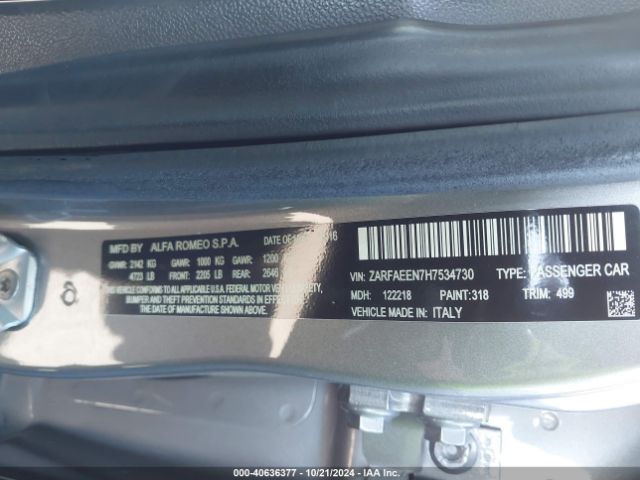 MFD BY ALFA ROMEO S.P.A. DATE OF
GVWR: 2142 KG GAWR: 1000 KG GAWR: 1200
4723 LB FRONT: 2205 LB REAR: 2646
THIS VEHICLE CONFORMS TO ALL APPLICABLE U.S.A.
FEDERAL MOTOR VEHICLE SAFETY,
BUMPER, AND THEFT PREVENTION STANDARDS IN EFFECT ON
THE DATE OF MANUFACTURE SHOWN ABOVE.
VIN: ZARFAEEN7H7534730 TYPE: PASSENGER CAR
MDH: 122218 PAINT: 318 TRIM: 499
VEHICLE MADE IN: ITALY
000-40636377 - 10/21/2024 - IAA Inc.